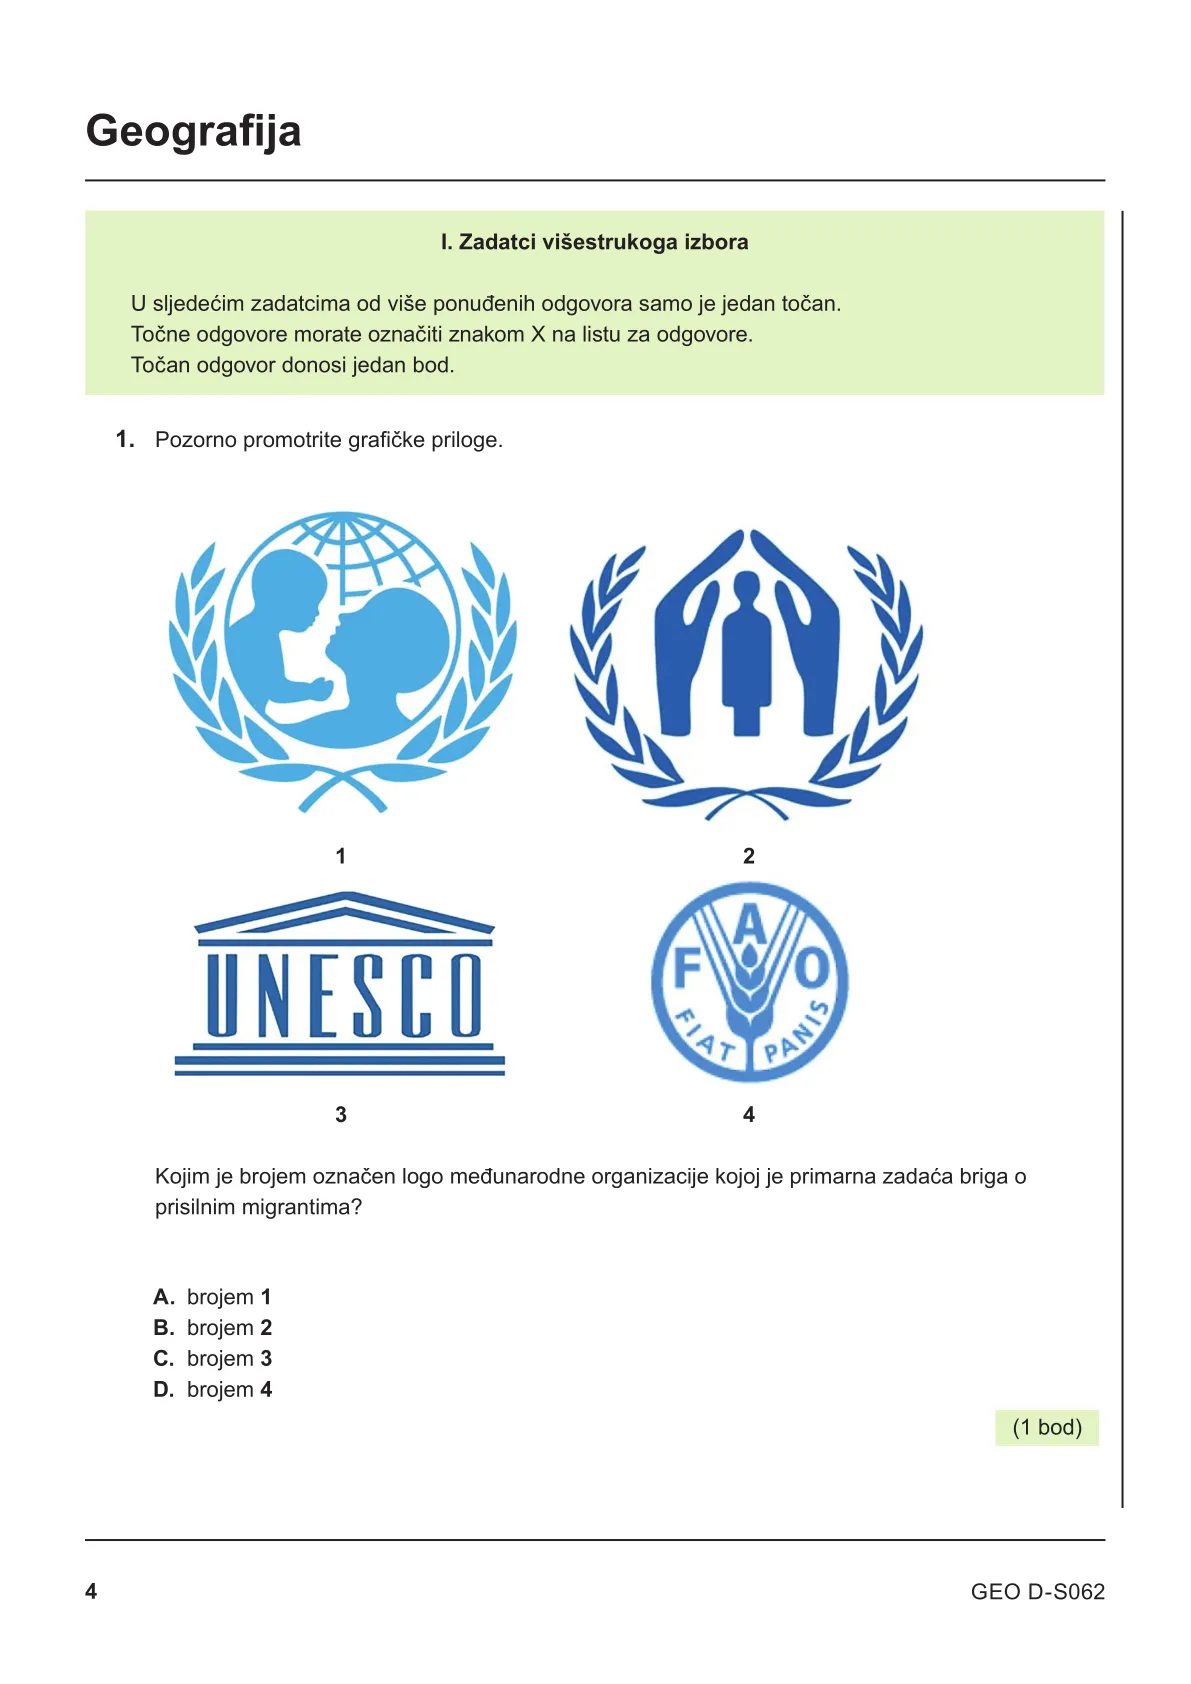 Geografija
I. Zadatci višestrukoga izbora
U sljedećim zadatcima od više ponuđenih odgovora samo je jedan točan.
Točne odgovore morate označiti znakom X na listu za odgovore.
Točan odgovor donosi jedan bod.
1. Pozorno promotrite grafičke priloge.
1
2
UNESCO
F A O
FIAT PANIS
3
4
Kojim je brojem označen logo međunarodne organizacije kojoj je primarna zadaća briga o
prisilnim migrantima?
A. brojem 1
B. brojem 2
C. brojem 3
D. brojem 4
(1 bod)
4
GEO D-S062